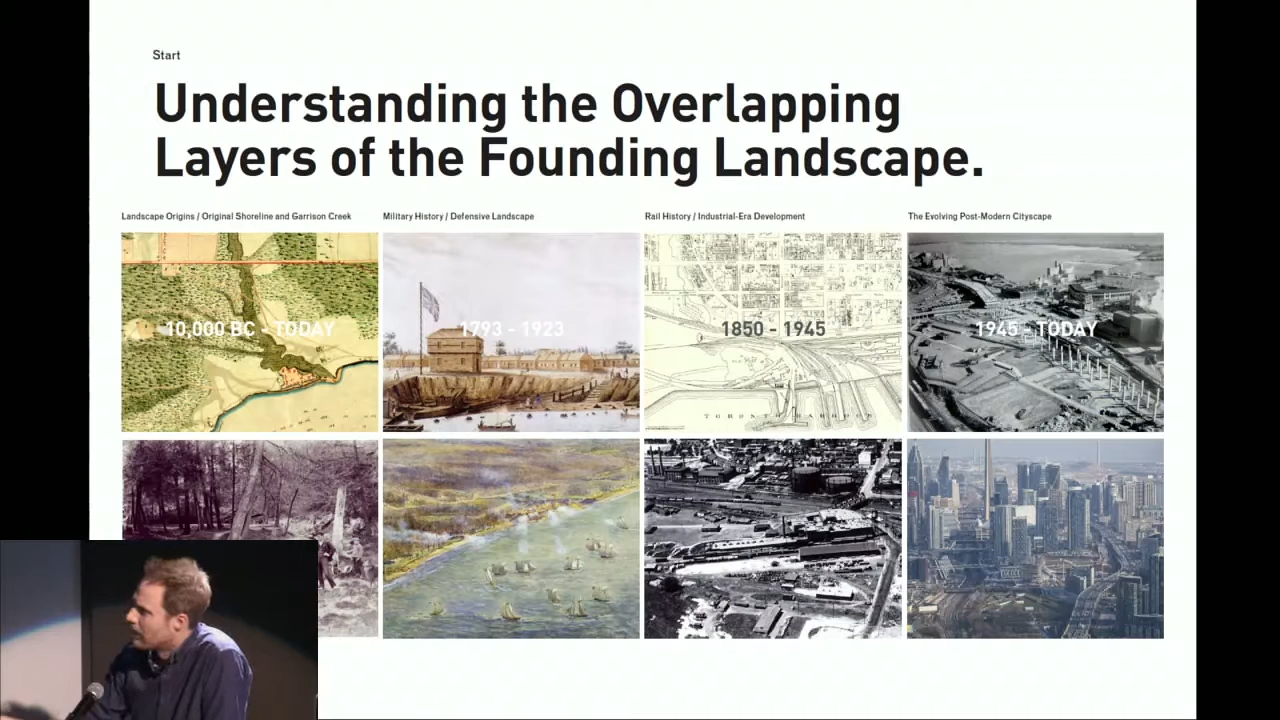 Start
Understanding the Overlapping
Layers of the Founding Landscape.
Landscape Origins / Original Shoreline and Garrison Creek
Military History / Defensive Landscape
Rail History / Industrial-Era Development
The Evolving Post-Modern Cityscape
10,000 BC - TODAY
1793 - 1923
1850 - 1945
1945 - TODAY
TORONTO HARBOUR